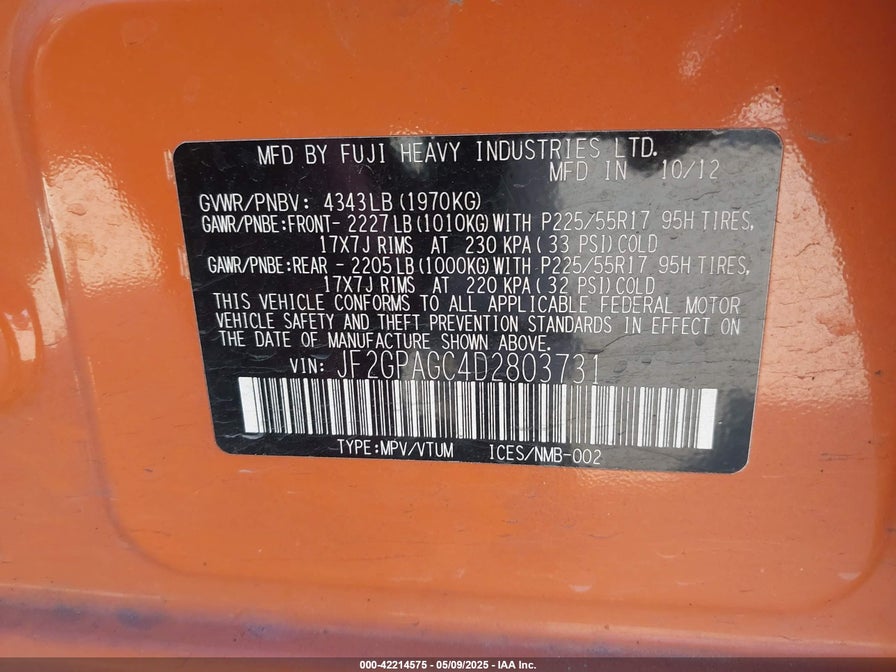 MFD BY FUJI HEAVY INDUSTRIES LTD.
MFD IN 10/12
GVWR/PNBV: 4343LB (1970KG)
GAWR/PNBE:FRONT- 2227LB(1010KG)WITH P225/55R17 95H TIRES,
17X7J RIMS AT 230 KPA( 33 PSI)COLD
GAWR/PNBE:REAR - 2205LB(1000KG)WITH P225/55R17 95H TIRES,
17X7J RIMS AT 220 KPA( 32 PSI)COLD
THIS VEHICLE CONFORMS TO ALL APPLICABLE FEDERAL MOTOR
VEHICLE SAFETY AND THEFT PREVENTION STANDARDS IN EFFECT ON
THE DATE OF MANUFACTURE SHOWN ABOVE.
VIN: JF2GPAGC4D2803731
TYPE:MPV/VTUM ICES/NMB-002
000-42214575 - 05/09/2025 - IAA Inc.